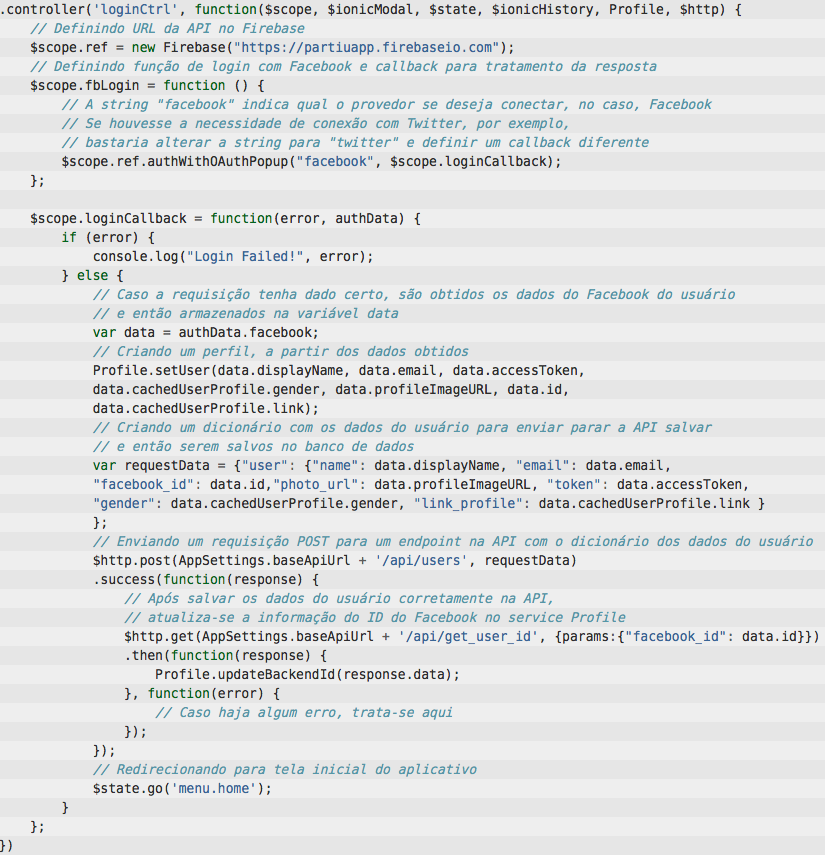 .controller('loginCtrl', function($scope, $ionicModal, $state, $ionicHistory, Profile, $http) {
    // Definindo URL da API no Firebase
    $scope.ref = new Firebase("https://partiuapp.firebaseio.com");
    // Definindo função de login com Facebook e callback para tratamento da resposta
    $scope.fbLogin = function () {
        // A string "facebook" indica qual o provedor se deseja conectar, no caso, Facebook
        // Se houvesse a necessidade de conexão com Twitter, por exemplo,
        // bastaria alterar a string para "twitter" e definir um callback diferente
        $scope.ref.authWithOAuthPopup("facebook", $scope.loginCallback);
    };

    $scope.loginCallback = function(error, authData) {
        if (error) {
            console.log("Login Failed!", error);
        } else {
            // Caso a requisição tenha dado certo, são obtidos os dados do Facebook do usuário
            // e então armazenados na variável data
            var data = authData.facebook;
            // Criando um perfil, a partir dos dados obtidos
            Profile.setUser(data.displayName, data.email, data.accessToken,
            data.cachedUserProfile.gender, data.profileImageURL, data.id,
            data.cachedUserProfile.link);
            // Criando um dicionário com os dados do usuário para enviar parar a API salvar
            // e então serem salvos no banco de dados
            var requestData = {"user": {"name": data.displayName, "email": data.email,
            "facebook_id": data.id,"photo_url": data.profileImageURL, "token": data.accessToken,
            "gender": data.cachedUserProfile.gender, "link_profile": data.cachedUserProfile.link }
            };
            // Enviando um requisição POST para um endpoint na API com o dicionário dos dados do usuário
            $http.post(AppSettings.baseApiUrl + '/api/users', requestData)
            .success(function(response) {
                // Após salvar os dados do usuário corretamente na API,
                // atualiza-se a informação do ID do Facebook no service Profile
                $http.get(AppSettings.baseApiUrl + '/api/get_user_id', {params:{"facebook_id": data.id}})
                .then(function(response) {
                    Profile.updateBackendId(response.data);
                }, function(error) {
                    // Caso haja algum erro, trata-se aqui
                });
            });
            // Redirecionando para tela inicial do aplicativo
            $state.go('menu.home');
        }
    };
})